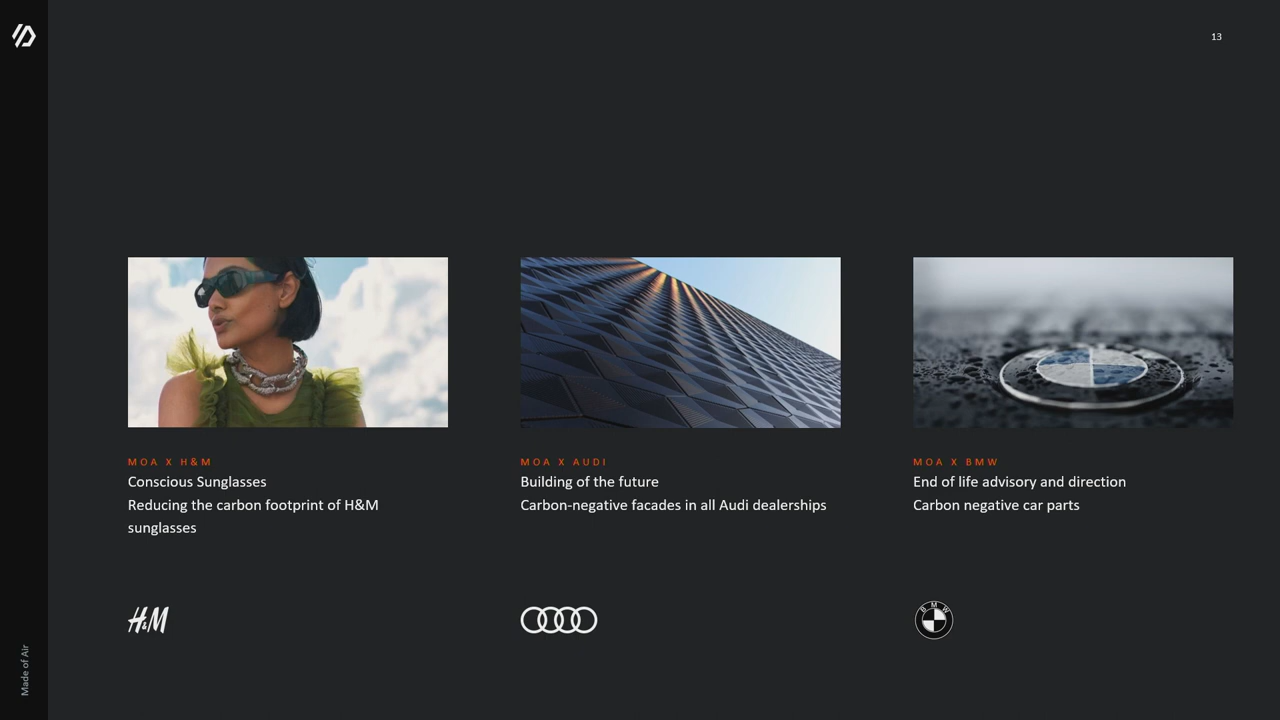 13
MOA X H&M
Conscious Sunglasses
Reducing the carbon footprint of H&M
sunglasses
MOA X AUDI
Building of the future
Carbon-negative facades in all Audi dealerships
MOA X BMW
End of life advisory and direction
Carbon negative car parts
H&M
BMW
Made of Air